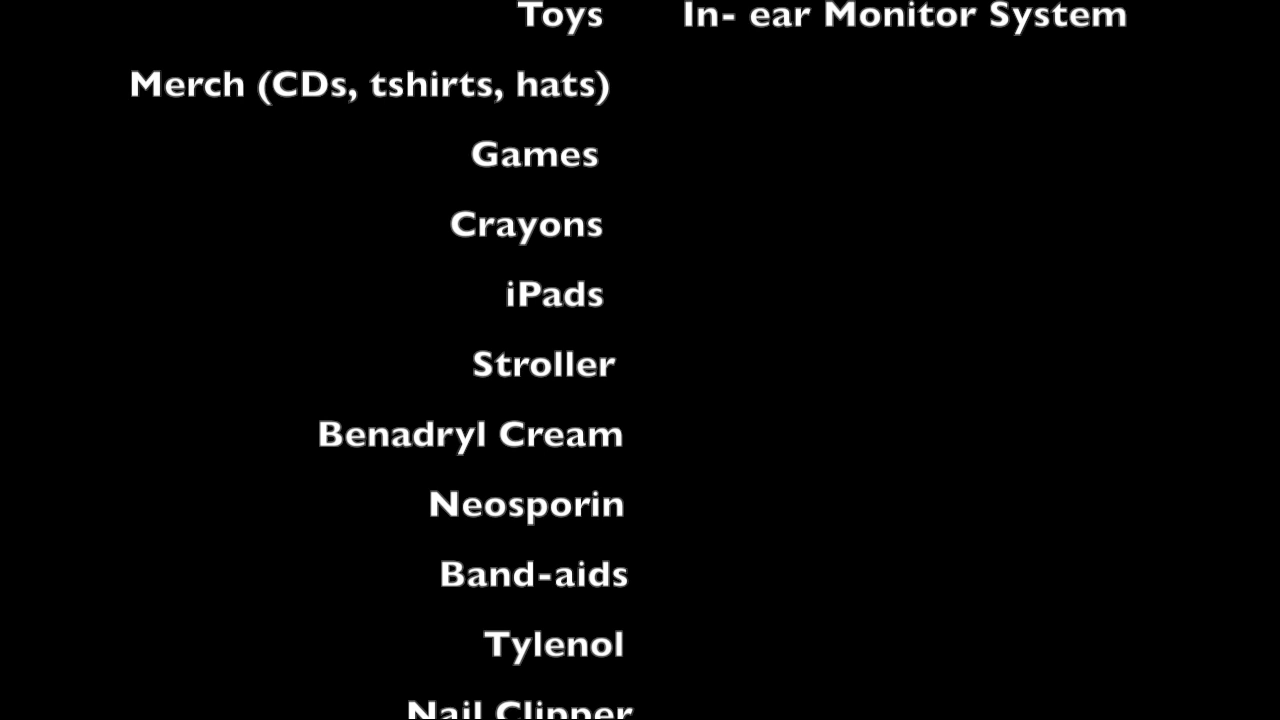 Toys In- ear Monitor System
Merch (CDs, tshirts, hats)
Games
Crayons
iPads
Stroller
Benadryl Cream
Neosporin
Band-aids
Tylenol
Nail Clipper